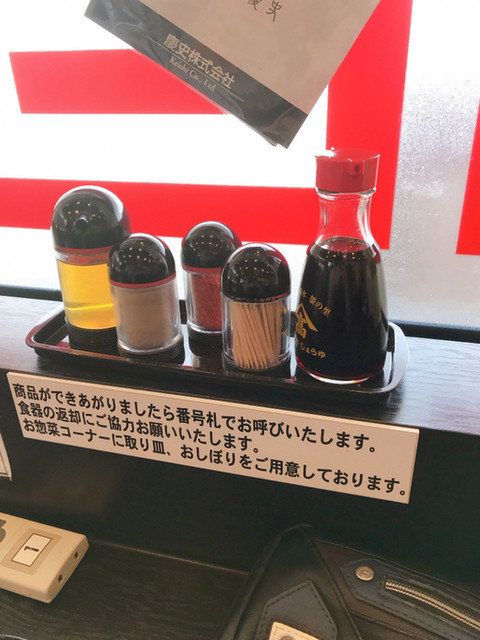 慶史株式会社
Keishi Co., Ltd
商品ができあがりましたら番号札でお呼びいたします。
食器の返却にご協力お願いいたします。
お惣菜コーナーに取り皿、おしぼりをご用意しております。